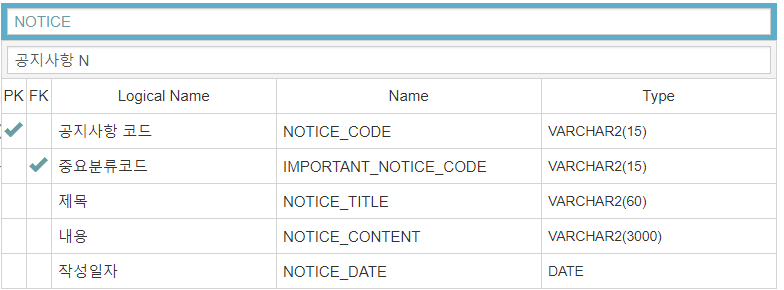 NOTICE
공지사항 N
PK FK Logical Name Name Type
공지사항 코드 NOTICE_CODE VARCHAR2(15)
중요분류코드 IMPORTANT_NOTICE_CODE VARCHAR2(15)
제목 NOTICE_TITLE VARCHAR2(60)
내용 NOTICE_CONTENT VARCHAR2(3000)
작성일자 NOTICE_DATE DATE